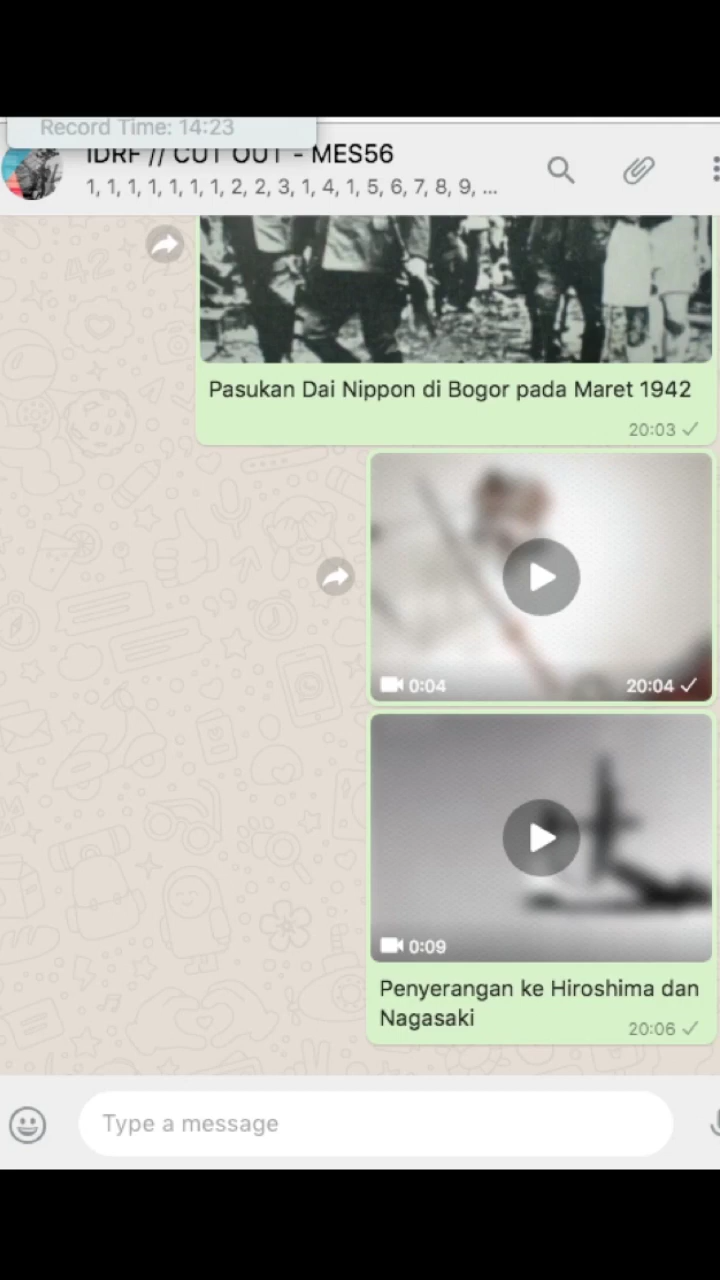 Record Time: 14:23
IDRF // CUT OUT - MES56
1, 1, 1, 1, 1, 1, 1, 2, 2, 3, 1, 4, 1, 5, 6, 7, 8, 9, ...
Pasukan Dai Nippon di Bogor pada Maret 1942
20:03
0:04
20:04
0:09
Penyerangan ke Hiroshima dan
Nagasaki
20:06
Type a message